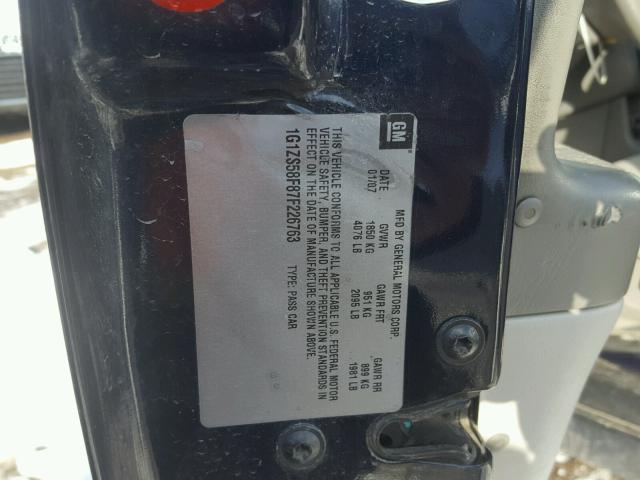 GM
MFD BY GENERAL MOTORS CORP.
DATE GVWR GAWR FRT GAWR RR
01/07 1850 KG 951 KG 899 KG
4076 LB 2095 LB 1981 LB
THIS VEHICLE CONFORMS TO ALL APPLICABLE U.S. FEDERAL MOTOR
VEHICLE SAFETY, BUMPER, AND THEFT PREVENTION STANDARDS IN
EFFECT ON THE DATE OF MANUFACTURE SHOWN ABOVE.
1G1ZS58F87F226763 TYPE: PASS CAR